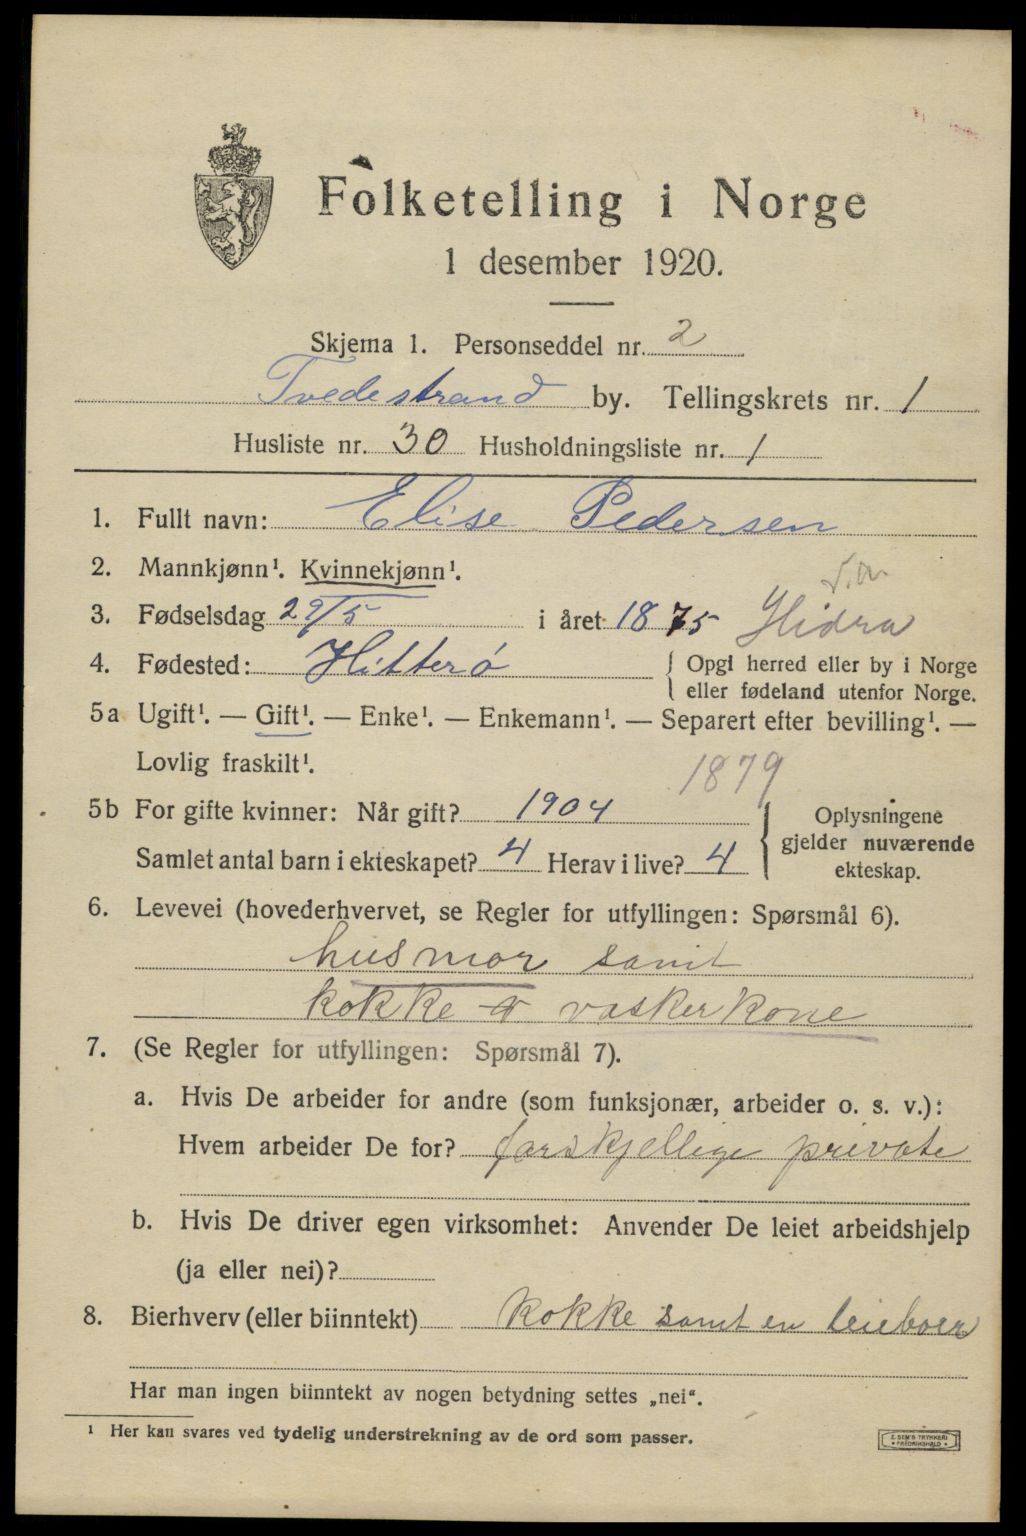 Folketelling i Norge
1 desember 1920.
Skjema 1. Personseddel nr. 2
Tvedestrand by. Tellingskrets nr. 1
Husliste nr. 30 Husholdningsliste nr. 1
1. Fullt navn: Elise Pedersen
2. Mannkjønn¹. Kvinnekjønn¹.
3. Fødselsdag 29/5 i året 1875 Hidra
4. Fødested: Hitterø { Opgi herred eller by i Norge
eller fødeland utenfor Norge.
5a Ugift¹. — Gift¹. — Enke¹. — Enkemann¹. — Separert efter bevilling¹. —
Lovlig fraskilt¹.
1879
5b For gifte kvinner: Når gift? 1904
Samlet antal barn i ekteskapet? 4 Herav i live? 4
Oplysningene
gjelder nuværende
ekteskap.
6. Levevei (hovederhvervet, se Regler for utfyllingen: Spørsmål 6).
husmor samt
kokke & vaskerkone
7. (Se Regler for utfyllingen: Spørsmål 7).
a. Hvis De arbeider for andre (som funksjonær, arbeider o. s. v.):
Hvem arbeider De for? forskjellige private
b. Hvis De driver egen virksomhet: Anvender De leiet arbeidshjelp
(ja eller nei)?
8. Bierhverv (eller biinntekt) kokke samt en leieboer
Har man ingen biinntekt av nogen betydning settes „nei".
¹ Her kan svares ved tydelig understrekning av de ord som passer.
E. SEM'S TRYKKERI
FREDRIKSHALD